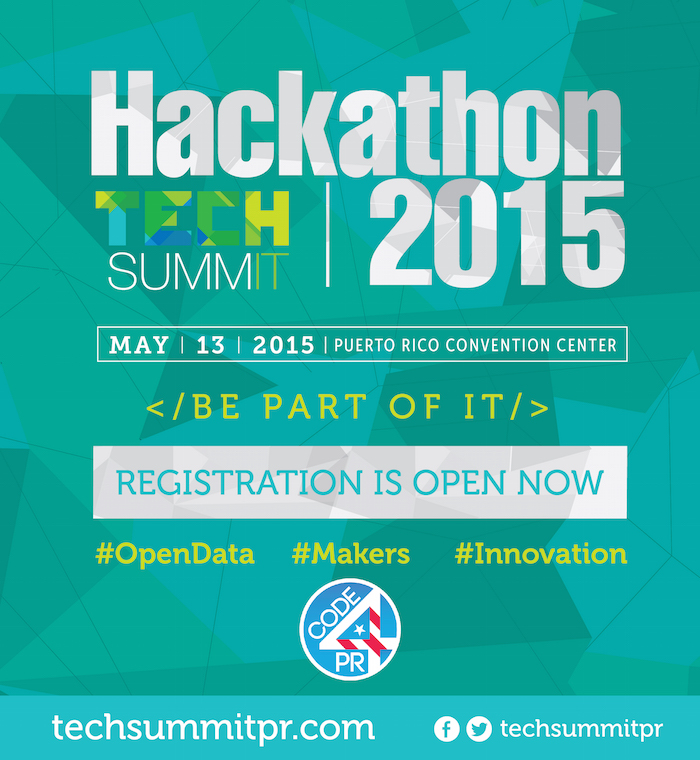 Hackathon
TECH
SUMMIT
2015
MAY | 13 | 2015 | PUERTO RICO CONVENTION CENTER
</BE PART OF IT/>
REGISTRATION IS OPEN NOW
#OpenData #Makers #Innovation
CODE
4
PR
techsummitpr.com
techsummitpr